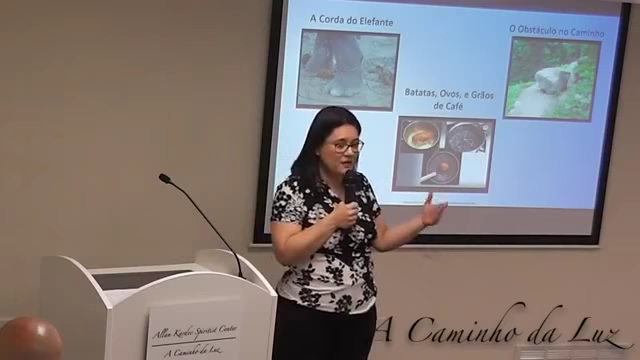 A Corda do Elefante
O Obstáculo no Caminho
Batatas, Ovos, e Grãos
de Café
Allan Kardec Spiritist Center
A Caminho da Luz
A Caminho da Luz